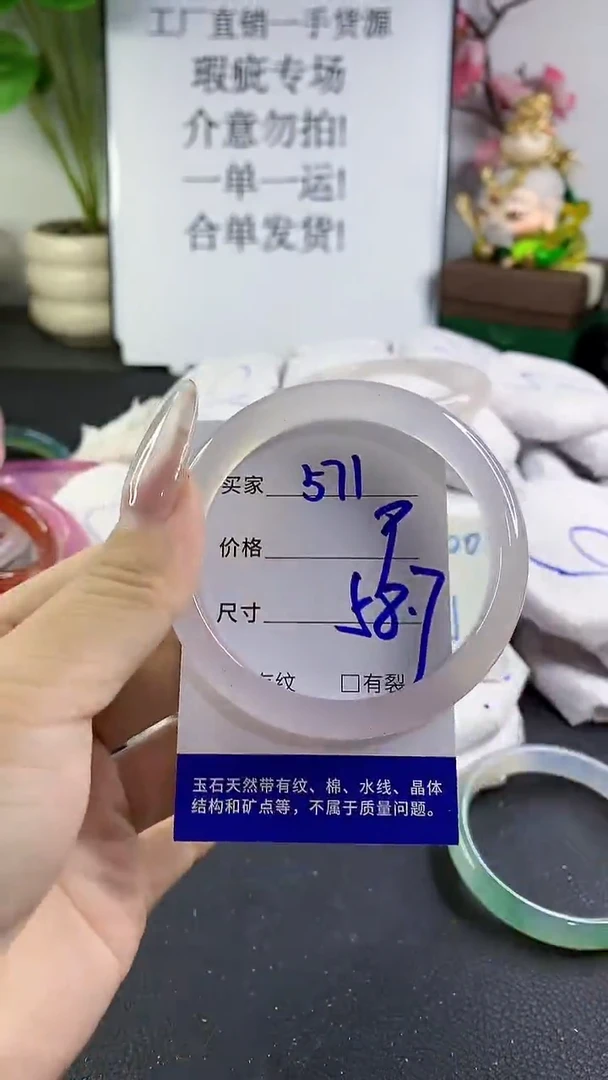 工厂直销一手货源
瑕疵专场
介意勿拍!
一单一运!
合单发货!
买家 571
价格
尺寸 58.7
有纹 □有裂
玉石天然带有纹、棉、水线、晶体
结构和矿点等，不属于质量问题。